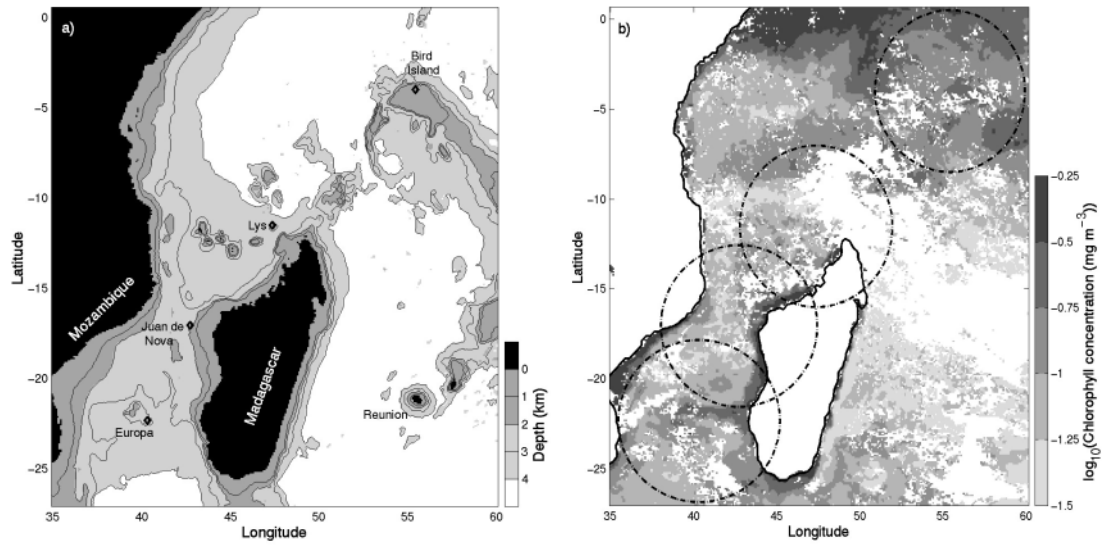 a)
0
−5
−10
−15
−20
−25
Latitude
Bird
Island
Lys
Mozambique
Juan de
Nova
Madagascar
Reunion
Europa
35 40 45 50 55 60
Longitude
0
1
2
3
4
Depth (km)
b)
0
−5
−10
−15
−20
−25
Latitude
35 40 45 50 55 60
Longitude
−0.25
−0.5
−0.75
−1
−1.25
−1.5
log10(Chlorophyll concentration (mg m−3))